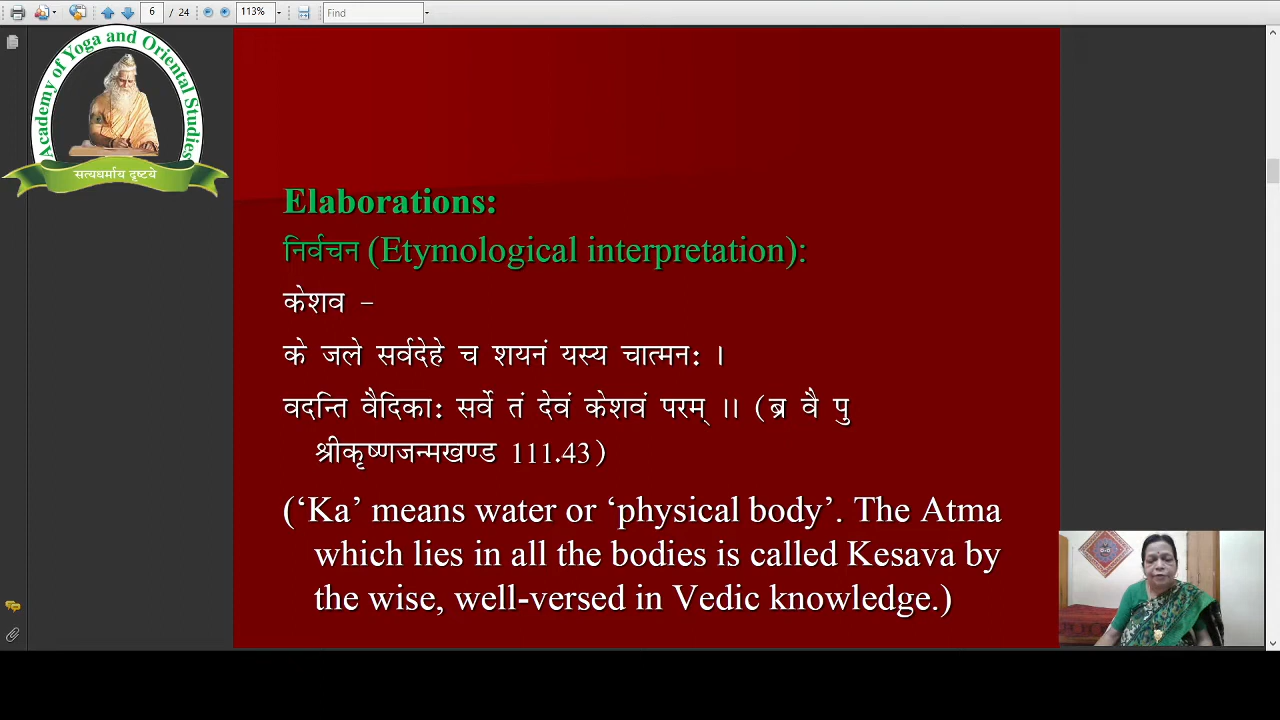 6 / 24 113% Find
Academy of Yoga and Oriental Studies
सत्यधर्माय दृष्टये
Elaborations:
निर्वचन (Etymological interpretation):
केशव –
के जले सर्वदेहे च शयनं यस्य चात्मनः ।
वदन्ति वैदिकाः सर्वे तं देवं केशवं परम् ॥ (ब्र वै पु
श्रीकृष्णजन्मखण्ड 111.43)
(‘Ka’ means water or ‘physical body’. The Atma
which lies in all the bodies is called Kesava by
the wise, well-versed in Vedic knowledge.)